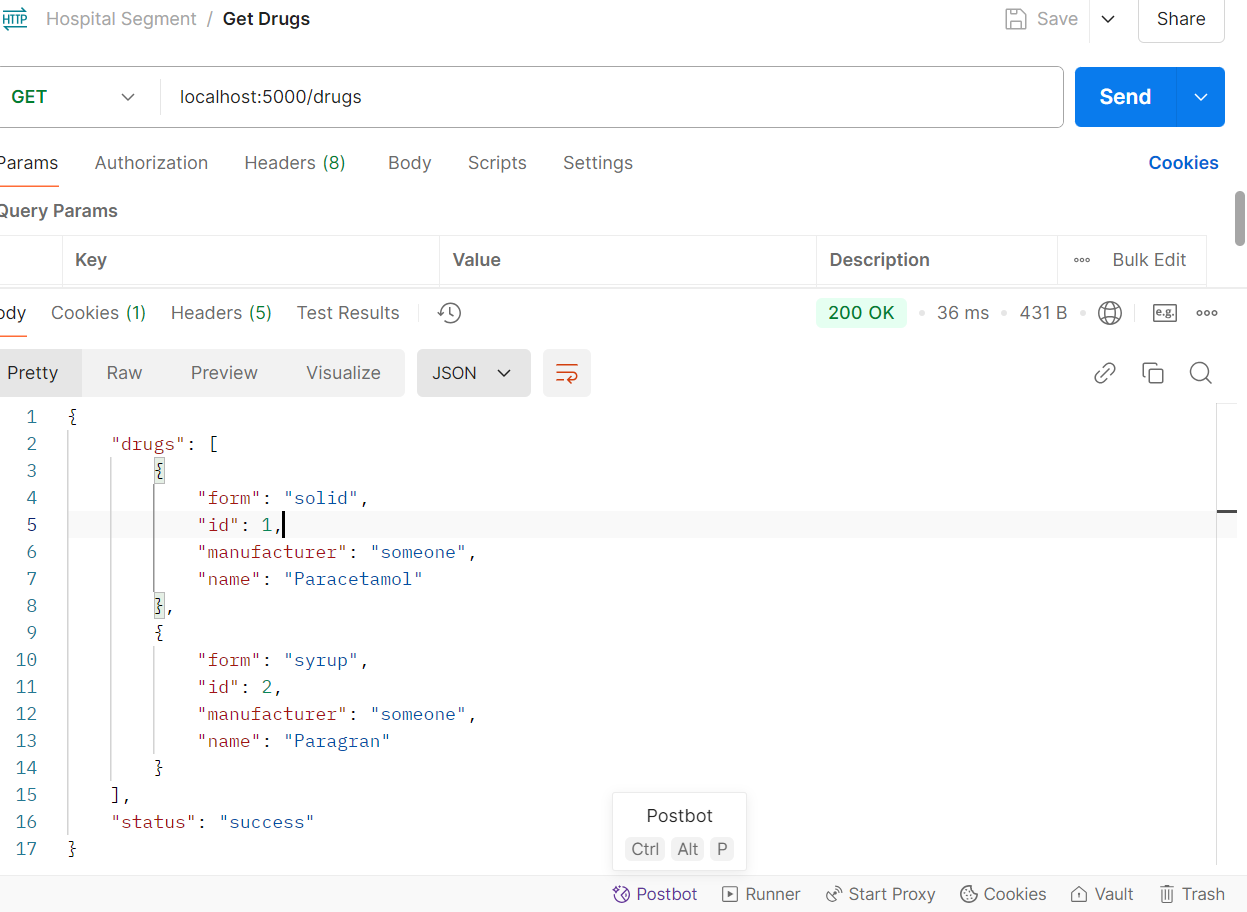 HTTP Hospital Segment / Get Drugs Save Share
GET localhost:5000/drugs Send
Params Authorization Headers (8) Body Scripts Settings Cookies
Query Params
Key Value Description Bulk Edit
ody Cookies (1) Headers (5) Test Results 200 OK 36 ms 431 B e.g.
Pretty Raw Preview Visualize JSON
1 {
2 "drugs": [
3 {
4 "form": "solid",
5 "id": 1,
6 "manufacturer": "someone",
7 "name": "Paracetamol"
8 },
9 {
10 "form": "syrup",
11 "id": 2,
12 "manufacturer": "someone",
13 "name": "Paragran"
14 }
15 ],
16 "status": "success"
17 }
Postbot
Ctrl Alt P
Postbot Runner Start Proxy Cookies Vault Trash